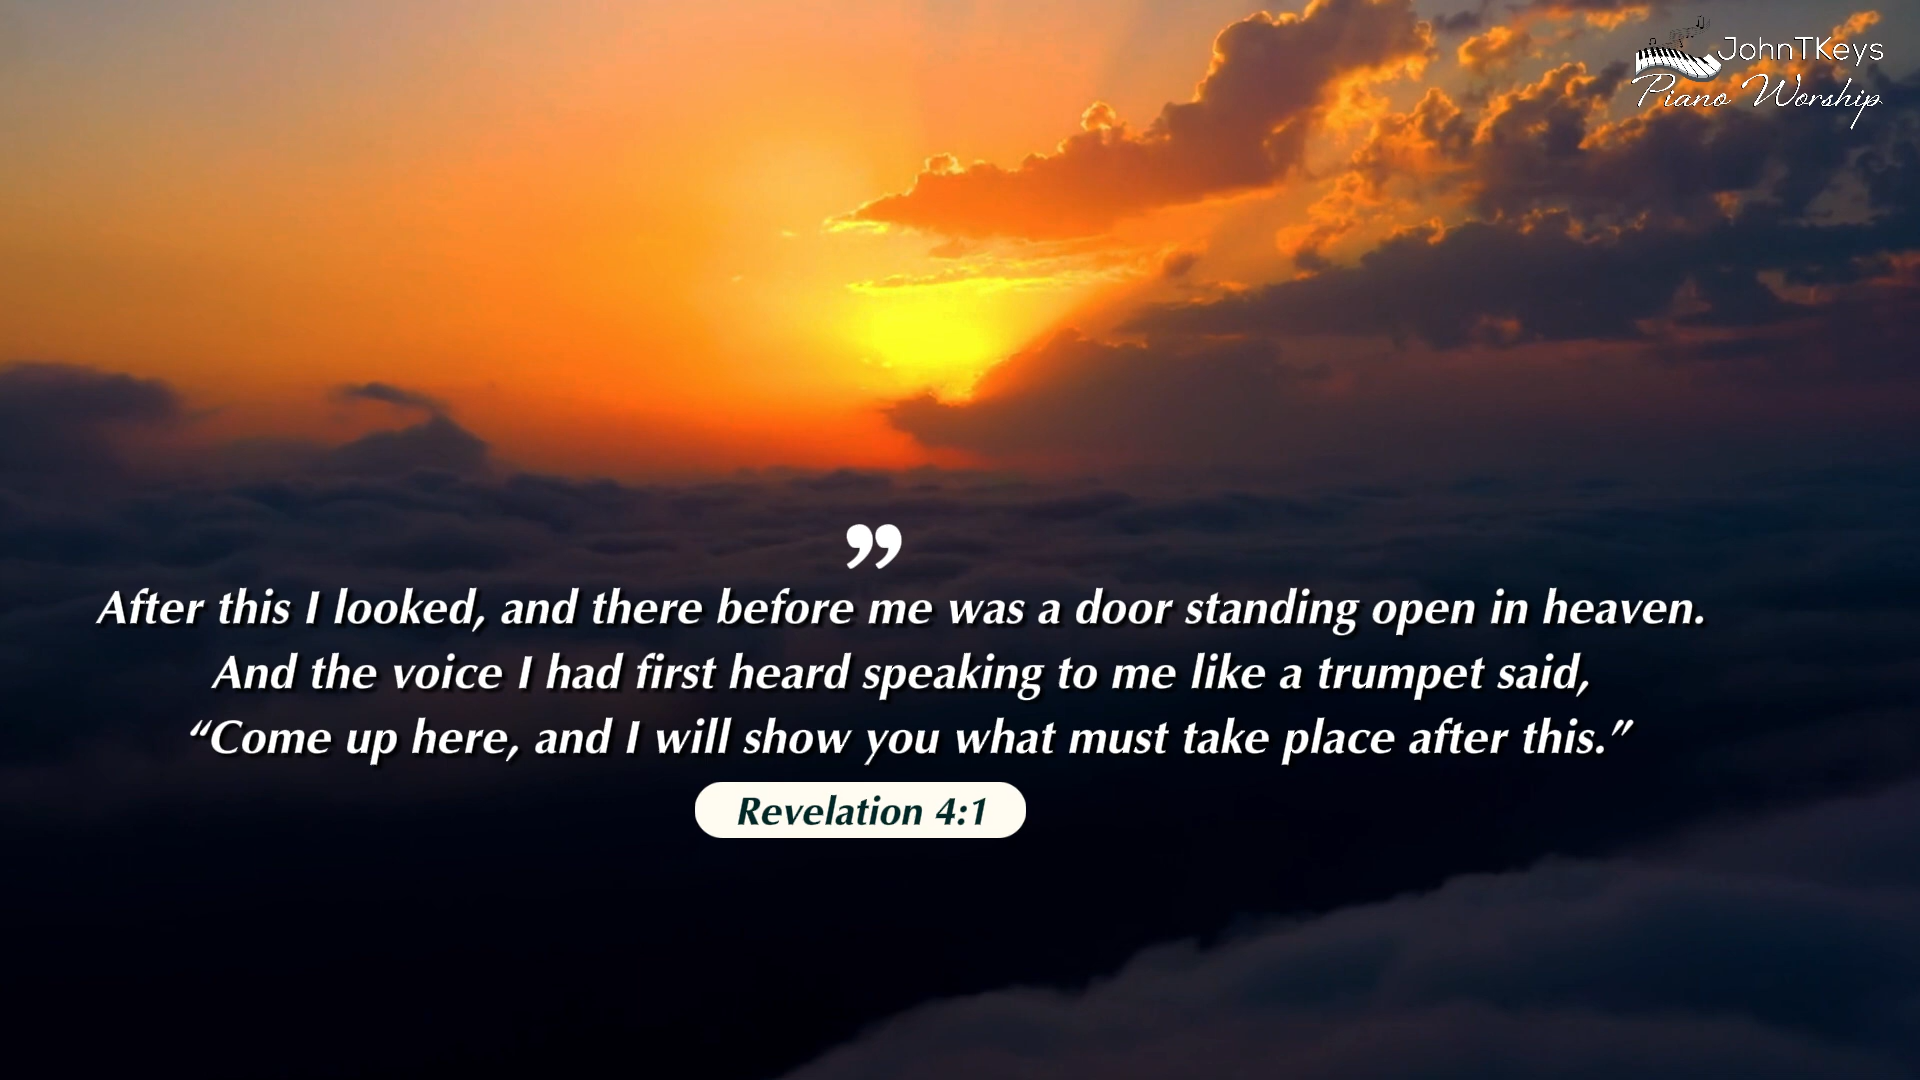 JohnTKeys
Piano Worship
”
After this I looked, and there before me was a door standing open in heaven.
And the voice I had first heard speaking to me like a trumpet said,
“Come up here, and I will show you what must take place after this.”
Revelation 4:1